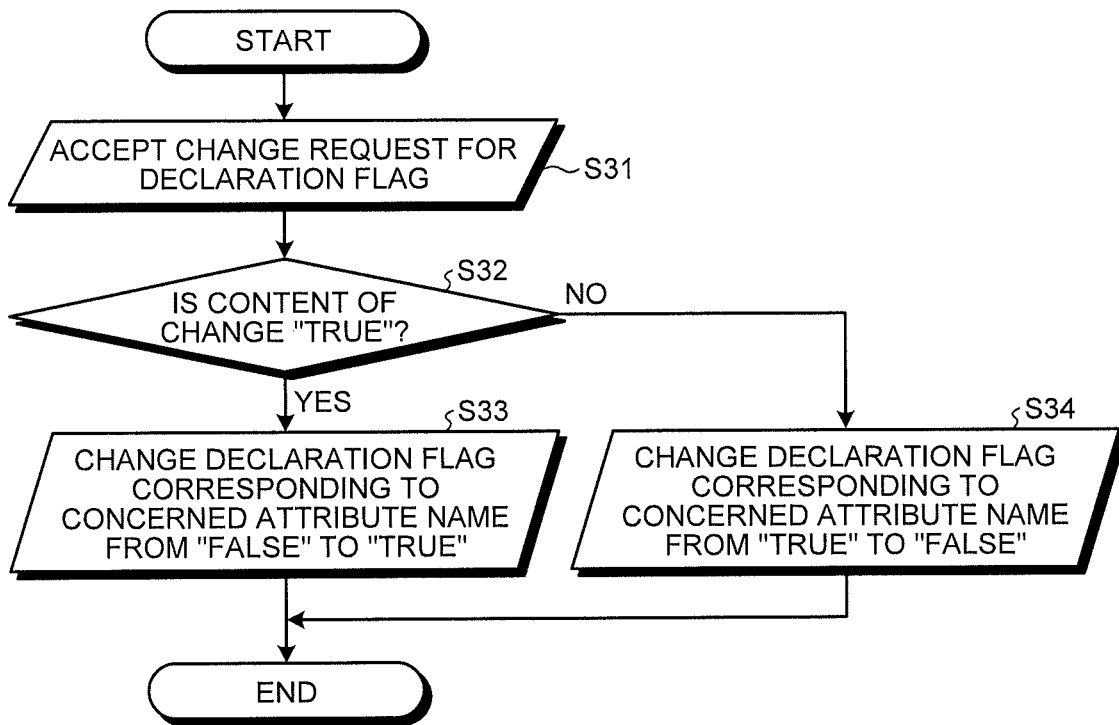 START
ACCEPT CHANGE REQUEST FOR
DECLARATION FLAG
S31
S32
IS CONTENT OF
CHANGE "TRUE"?
NO
YES
S33
CHANGE DECLARATION FLAG
CORRESPONDING TO
CONCERNED ATTRIBUTE NAME
FROM "FALSE" TO "TRUE"
S34
CHANGE DECLARATION FLAG
CORRESPONDING TO
CONCERNED ATTRIBUTE NAME
FROM "TRUE" TO "FALSE"
END